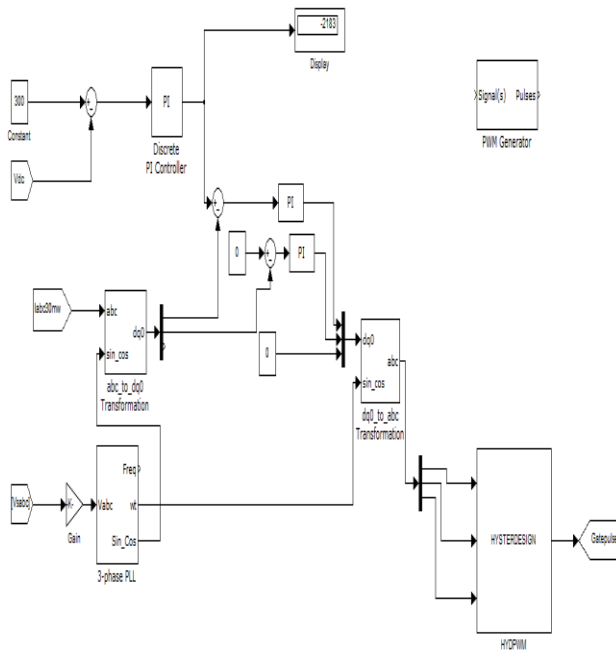 -2183
Display
Signal(s) Pulses
PWM Generator
300
Constant
PI
Discrete
PI Controller
Vdc
PI
0
PI
Iabc30mw
abc
dq0
sin_cos
abc_to_dq0
Transformation
0
dq0
abc
sin_cos
dq0_to_abc
Transformation
[Vsabc]
K-
Gain
Freq
Vabc
wt
Sin_Cos
3-phase PLL
HYSTERDESIGN
HYDPWM
Gatepulse